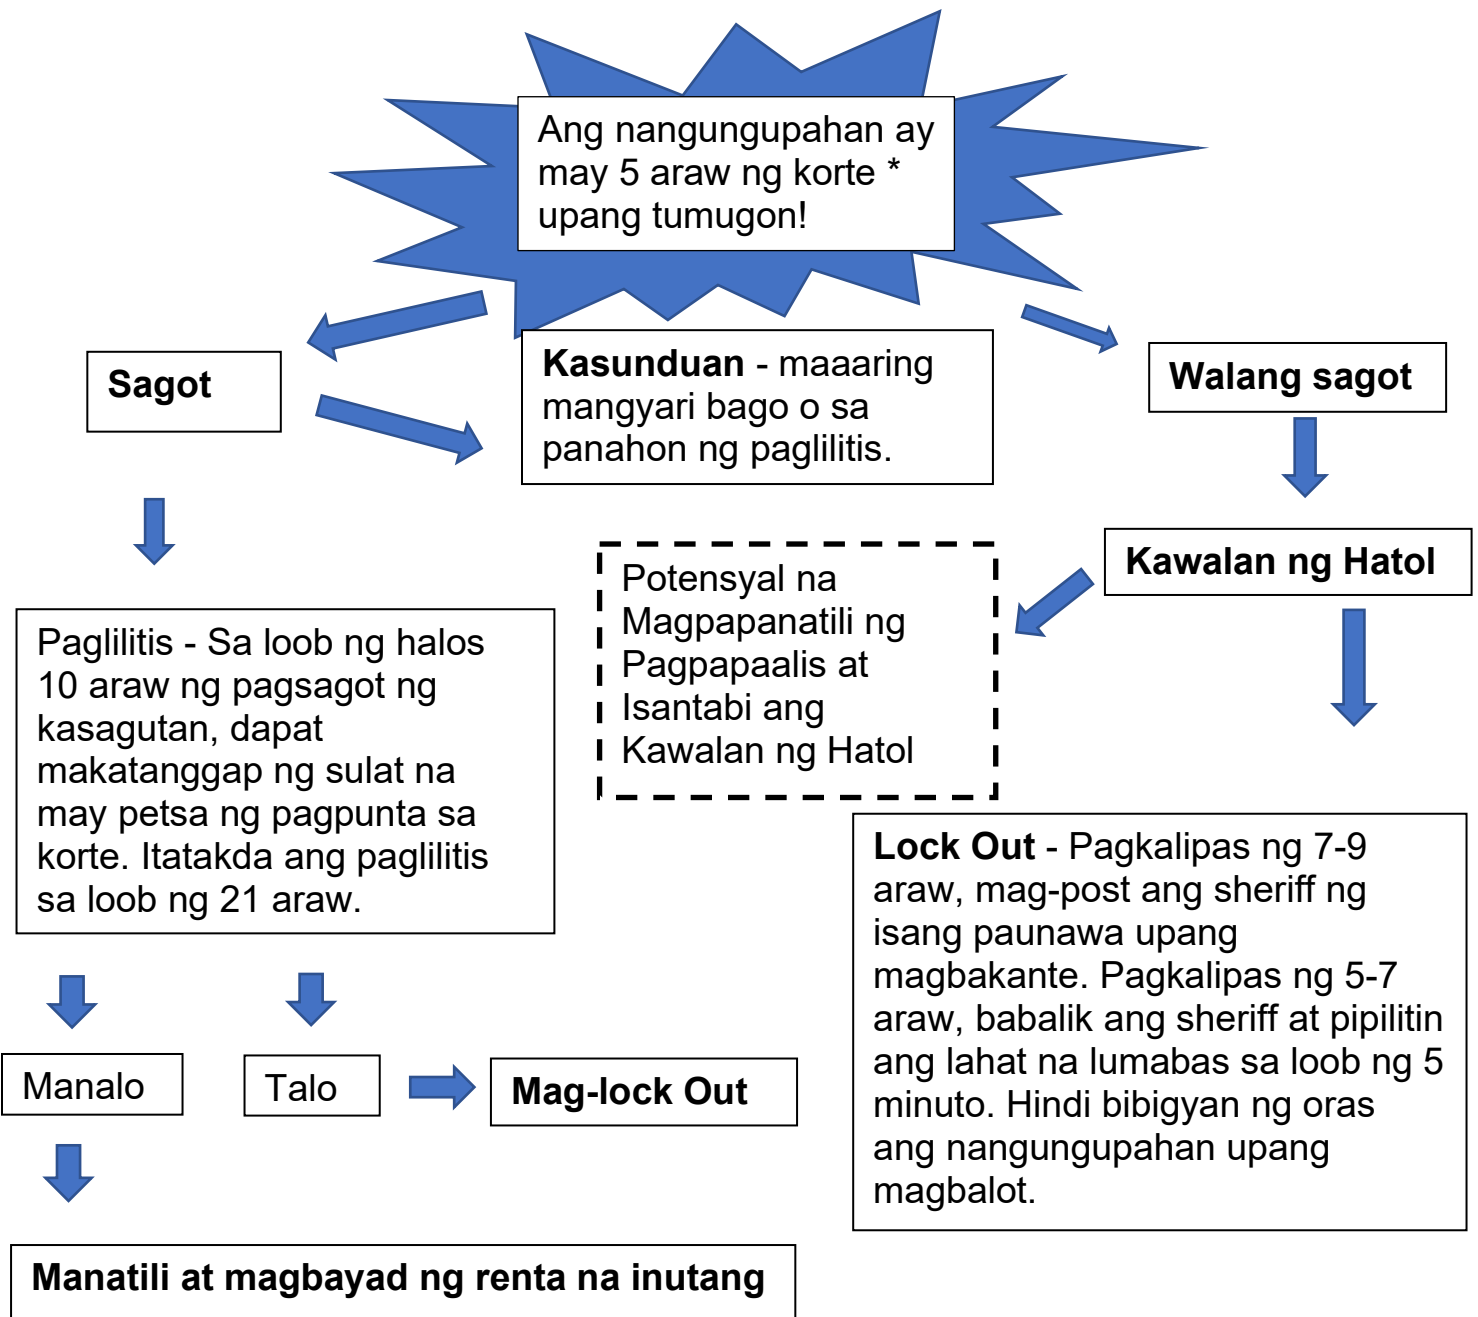 Ang nangungupahan ay
may 5 araw ng korte *
upang tumugon!
Sagot
Kasunduan - maaaring
mangyari bago o sa
panahon ng paglilitis.
Walang sagot
Kawalan ng Hatol
Potensyal na
Magpapanatili ng
Pagpapaalis at
Isantabi ang
Kawalan ng Hatol
Paglilitis - Sa loob ng halos
10 araw ng pagsagot ng
kasagutan, dapat
makatanggap ng sulat na
may petsa ng pagpunta sa
korte. Itatakda ang paglilitis
sa loob ng 21 araw.
Lock Out - Pagkalipas ng 7-9
araw, mag-post ang sheriff ng
isang paunawa upang
magbakante. Pagkalipas ng 5-7
araw, babalik ang sheriff at pipilitin
ang lahat na lumabas sa loob ng 5
minuto. Hindi bibigyan ng oras
ang nangungupahan upang
magbalot.
Manalo
Talo
Mag-lock Out
Manatili at magbayad ng renta na inutang